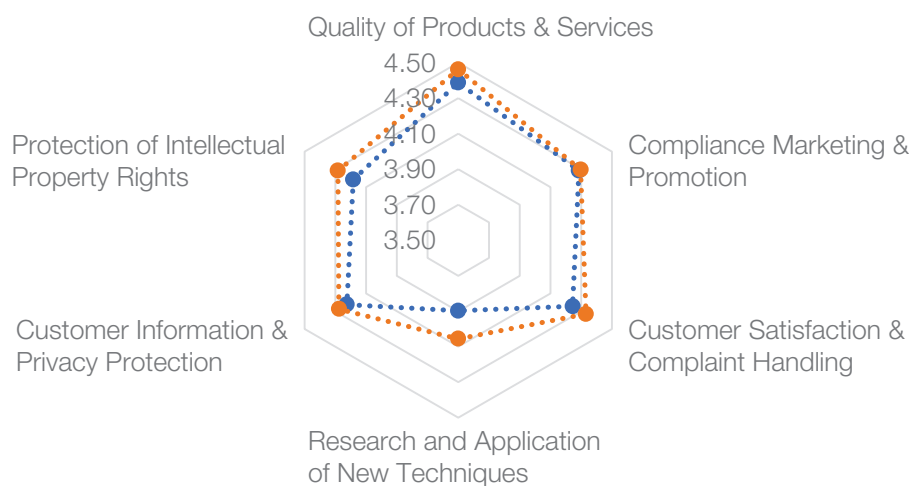 Quality of Products & Services
4.50
4.30
4.10
3.90
3.70
3.50
Protection of Intellectual
Property Rights
Compliance Marketing &
Promotion
Customer Information &
Privacy Protection
Customer Satisfaction &
Complaint Handling
Research and Application
of New Techniques